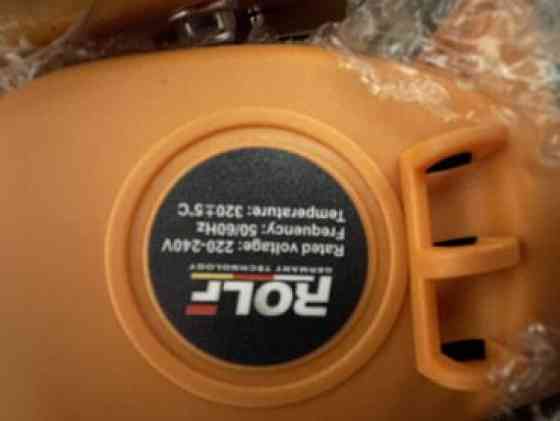 ROLF
GERMANY TECHNOLOGY
Rated voltage: 220-240V
Frequency: 50/60Hz
Temperature: 320±5°C